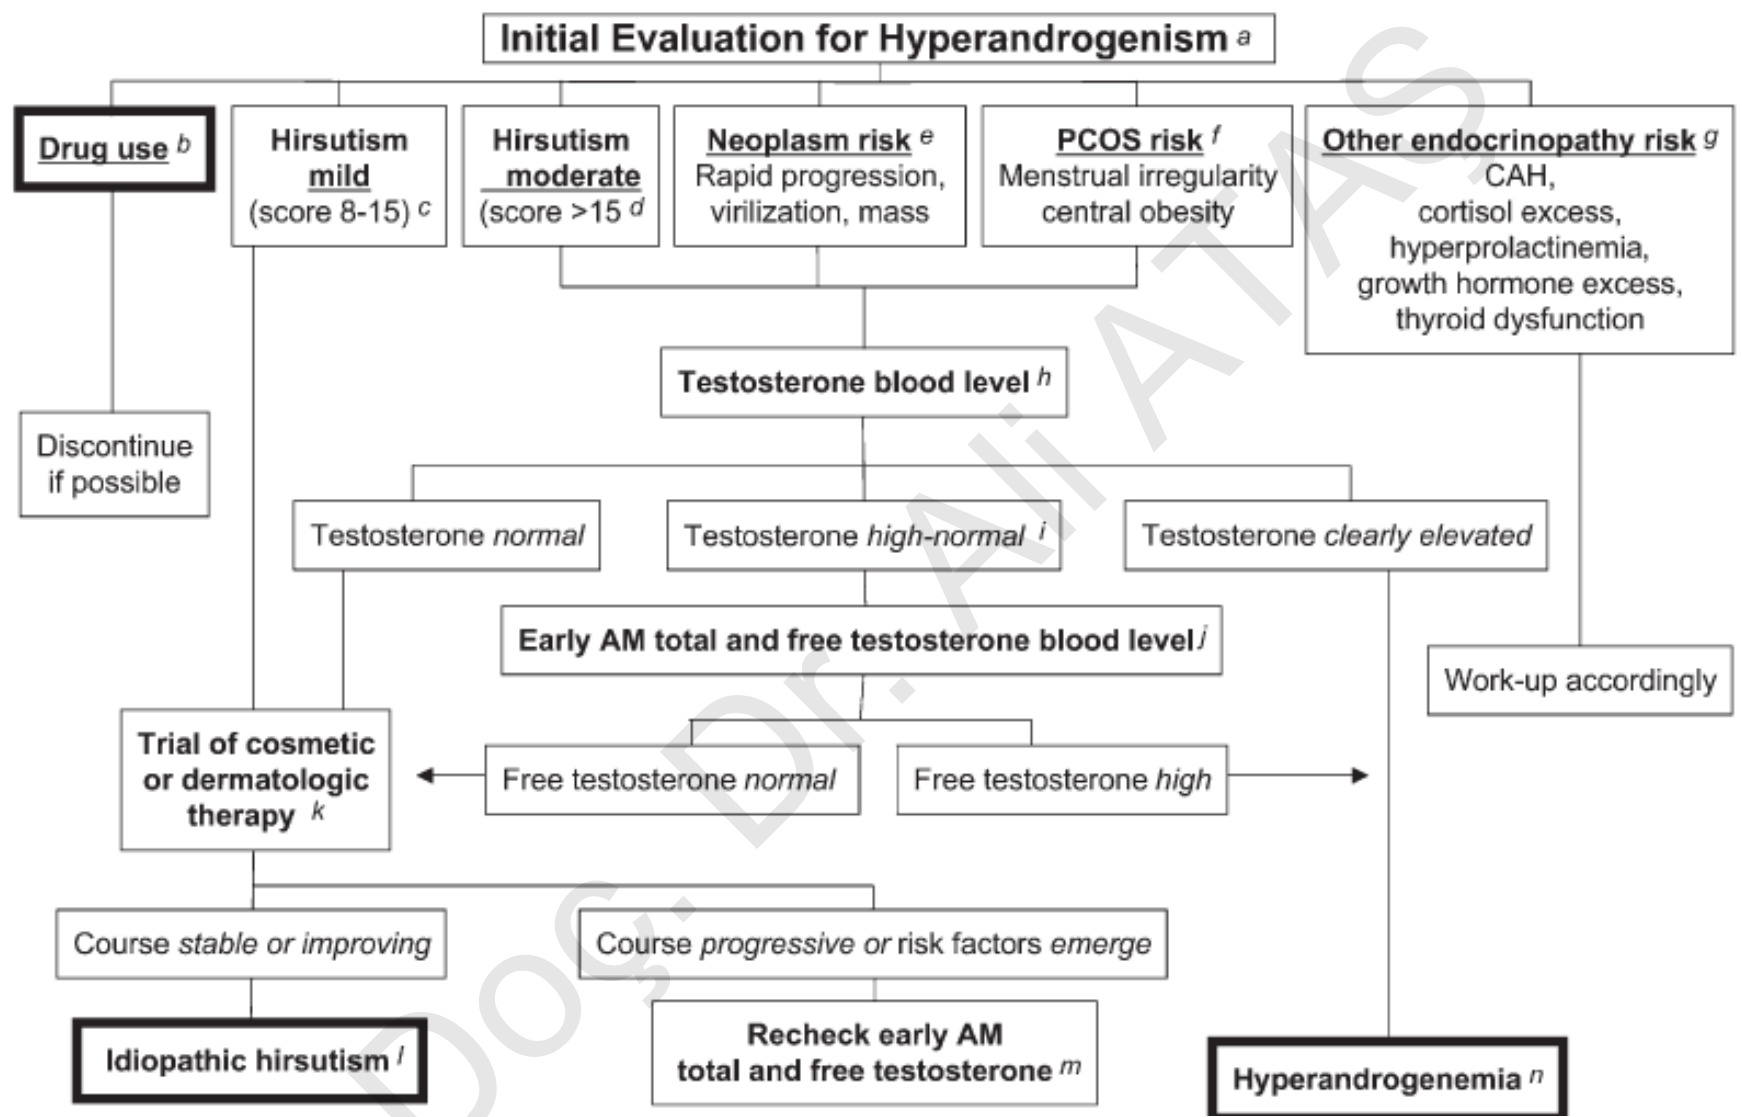 Initial Evaluation for Hyperandrogenism a
Drug use b
Hirsutism
mild
(score 8-15) c
Hirsutism
moderate
(score >15 d
Neoplasm risk e
Rapid progression,
virilization, mass
PCOS risk f
Menstrual irregularity
central obesity
Other endocrinopathy risk g
CAH,
cortisol excess,
hyperprolactinemia,
growth hormone excess,
thyroid dysfunction
Testosterone blood level h
Discontinue
if possible
Testosterone normal
Testosterone high-normal i
Testosterone clearly elevated
Early AM total and free testosterone blood level j
Work-up accordingly
Trial of cosmetic
or dermatologic
therapy k
Free testosterone normal
Free testosterone high
Course stable or improving
Course progressive or risk factors emerge
Idiopathic hirsutism l
Recheck early AM
total and free testosterone m
Hyperandrogenemia n
Doç. Dr. Ali ATAŞ